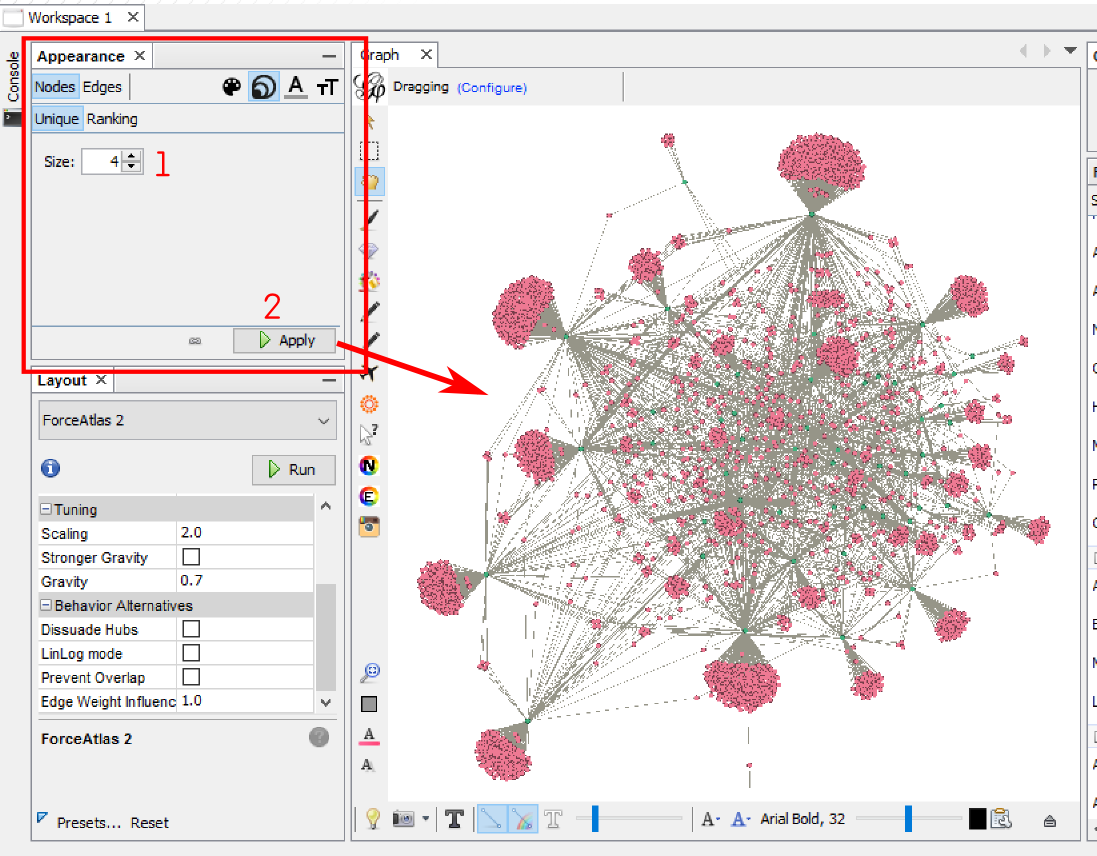 Workspace 1
Console
Appearance
Graph
Nodes Edges
A
TT
Dragging (Configure)
Unique Ranking
Size: 4
1
2
Apply
Layout
ForceAtlas 2
i
Run
Tuning
Scaling 2.0
Stronger Gravity
Gravity 0.7
Behavior Alternatives
Dissuade Hubs
LinLog mode
Prevent Overlap
Edge Weight Influenc 1.0
ForceAtlas 2
?
Presets... Reset
?
N
E
A
A
T
T
A-
A-
Arial Bold, 32